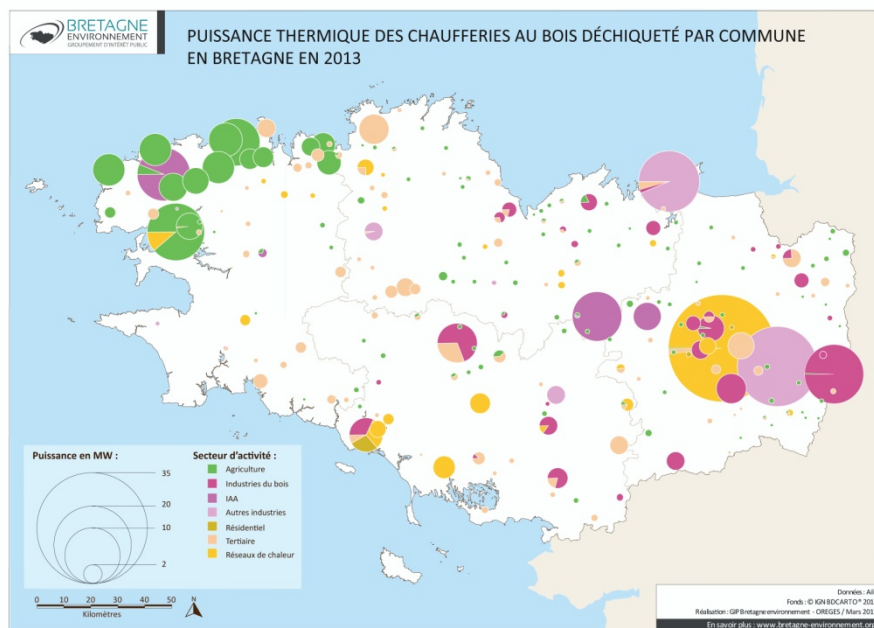 BRETAGNE
ENVIRONNEMENT
GROUPEMENT D'INTÉRÊT PUBLIC
PUISSANCE THERMIQUE DES CHAUFFERIES AU BOIS DÉCHIQUETÉ PAR COMMUNE
EN BRETAGNE EN 2013
Puissance en MW :
35
20
10
2
Secteur d'activité :
Agriculture
Industries du bois
IAA
Autres industries
Résidentiel
Tertiaire
Réseaux de chaleur
0 10 20 30 40 50
Kilomètres
N
Données : Ail
Fonds : © IGN BDCARTO® 201
Réalisation : GIP Bretagne environnement - OREGES / Mars 201
En savoir plus : www.bretagne-environnement.org